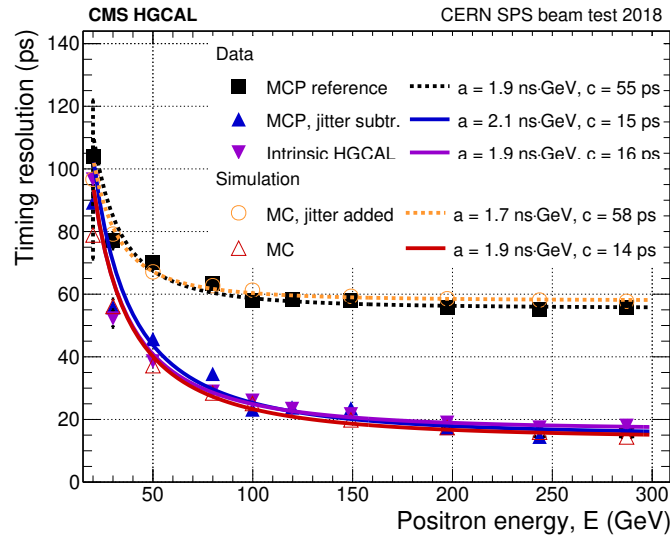 CMS HGCAL CERN SPS beam test 2018
Timing resolution (ps)
140
120
100
80
60
40
20
0
Data
MCP reference a = 1.9 ns·GeV, c = 55 ps
MCP, jitter subtr. a = 2.1 ns·GeV, c = 15 ps
Intrinsic HGCAL a = 1.9 ns·GeV, c = 16 ps
Simulation
MC, jitter added a = 1.7 ns·GeV, c = 58 ps
MC a = 1.9 ns·GeV, c = 14 ps
50 100 150 200 250 300
Positron energy, E (GeV)